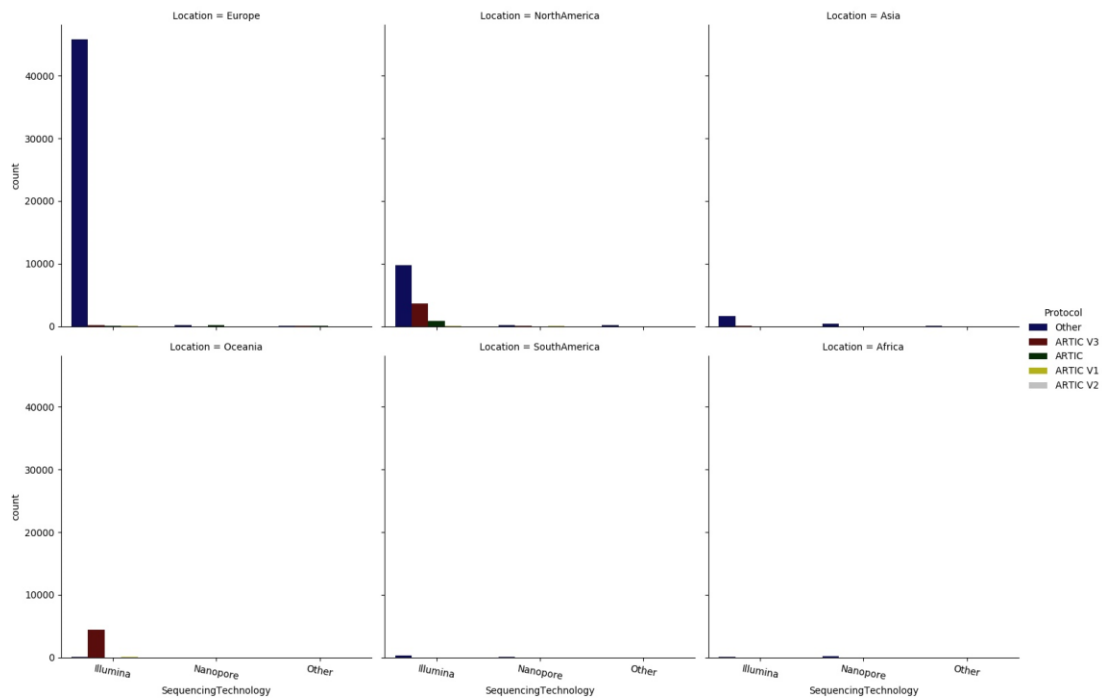 Location = Europe
Location = NorthAmerica
Location = Asia
40000
30000
20000
10000
0
count
Protocol
Other
ARTIC V3
ARTIC
ARTIC V1
ARTIC V2
Location = Oceania
Location = SouthAmerica
Location = Africa
40000
30000
20000
10000
0
count
Illumina
Nanopore
Other
SequencingTechnology
Illumina
Nanopore
Other
SequencingTechnology
Illumina
Nanopore
Other
SequencingTechnology